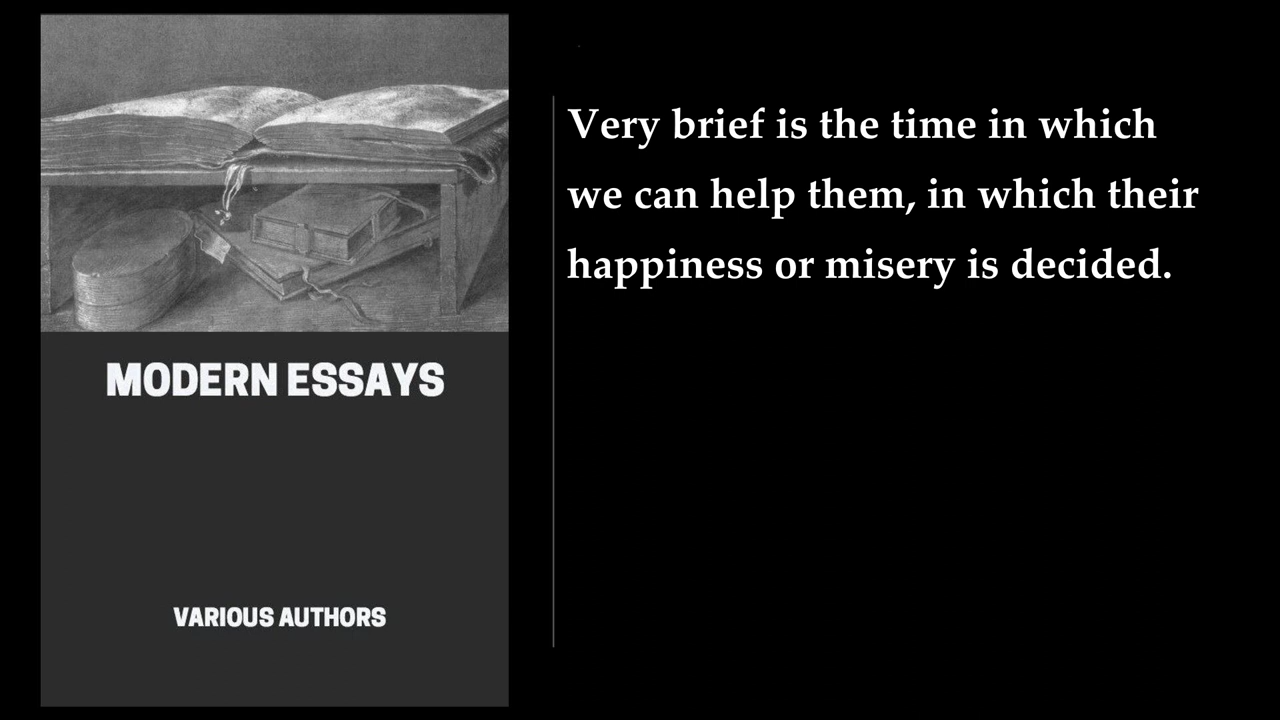 MODERN ESSAYS
VARIOUS AUTHORS
Very brief is the time in which
we can help them, in which their
happiness or misery is decided.